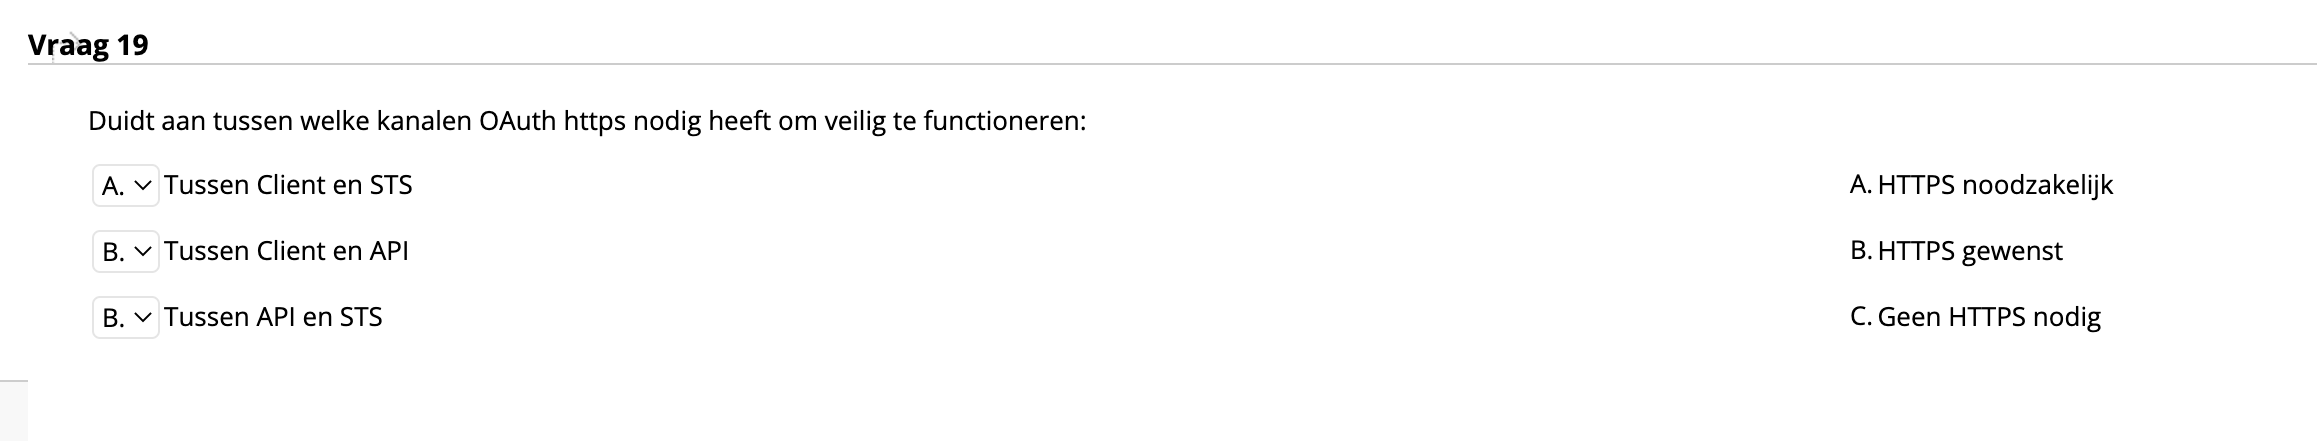 Vraag 19
Duidt aan tussen welke kanalen OAuth https nodig heeft om veilig te functioneren:
A. Tussen Client en STS A. HTTPS noodzakelijk
B. Tussen Client en API B. HTTPS gewenst
B. Tussen API en STS C. Geen HTTPS nodig